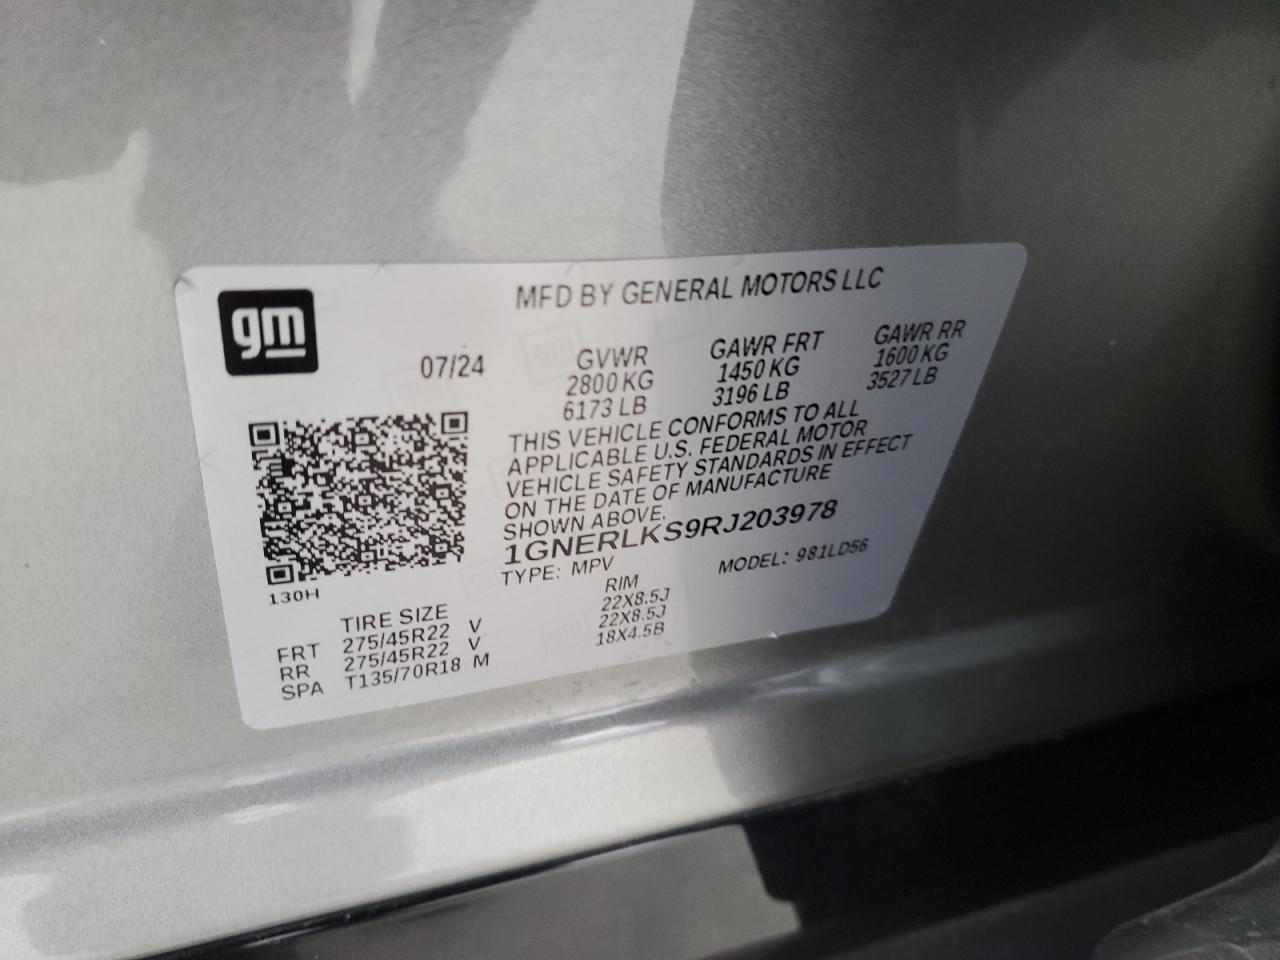 gm
MFD BY GENERAL MOTORS LLC
07/24 GVWR GAWR FRT GAWR RR
2800 KG 1450 KG 1600 KG
6173 LB 3196 LB 3527 LB
THIS VEHICLE CONFORMS TO ALL
APPLICABLE U.S. FEDERAL MOTOR
VEHICLE SAFETY STANDARDS IN EFFECT
ON THE DATE OF MANUFACTURE
SHOWN ABOVE.
1GNERLKS9RJ203978
TYPE: MPV MODEL: 981LD56
130H
TIRE SIZE RIM
FRT 275/45R22 V 22X8.5J
RR 275/45R22 V 22X8.5J
SPA T135/70R18 M 18X4.5B